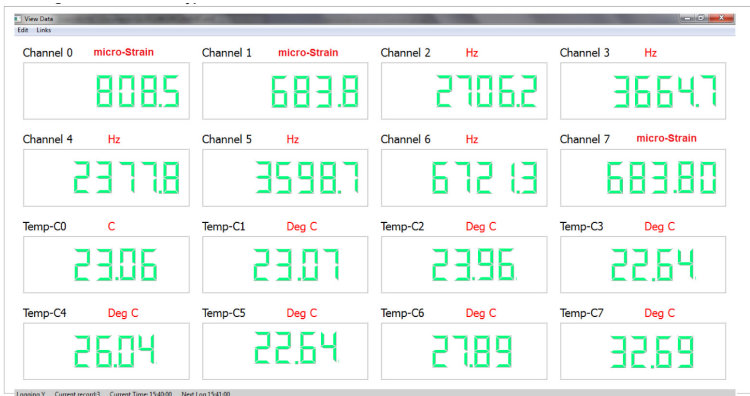 View Data
Edit Links
Channel 0 micro-Strain Channel 1 micro-Strain Channel 2 Hz Channel 3 Hz
808.5 683.8 2706.2 3664.7
Channel 4 Hz Channel 5 Hz Channel 6 Hz Channel 7 micro-Strain
2377.8 3598.7 6721.3 683.80
Temp-C0 C Temp-C1 Deg C Temp-C2 Deg C Temp-C3 Deg C
23.06 23.07 23.96 22.64
Temp-C4 Deg C Temp-C5 Deg C Temp-C6 Deg C Temp-C7 Deg C
26.04 22.64 27.89 32.69
Logging Y Current record:3 Current Time: 15:40:00 Next Log 15:41:00